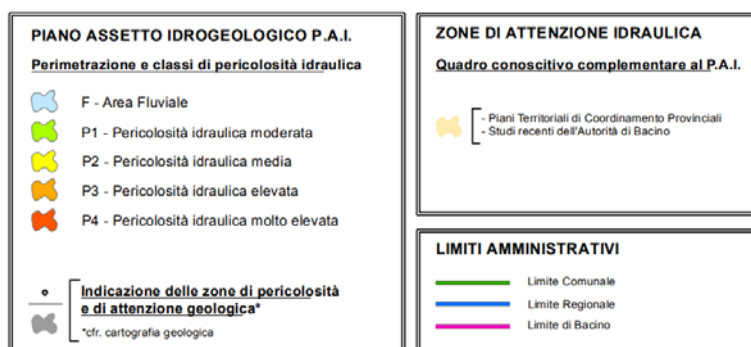 PIANO ASSETTO IDROGEOLOGICO P.A.I.
Perimetrazione e classi di pericolosità idraulica
F - Area Fluviale
P1 - Pericolosità idraulica moderata
P2 - Pericolosità idraulica media
P3 - Pericolosità idraulica elevata
P4 - Pericolosità idraulica molto elevata
Indicazione delle zone di pericolosità
e di attenzione geologica*
*cfr. cartografia geologica
ZONE DI ATTENZIONE IDRAULICA
Quadro conoscitivo complementare al P.A.I.
- Piani Territoriali di Coordinamento Provinciali
- Studi recenti dell'Autorità di Bacino
LIMITI AMMINISTRATIVI
Limite Comunale
Limite Regionale
Limite di Bacino